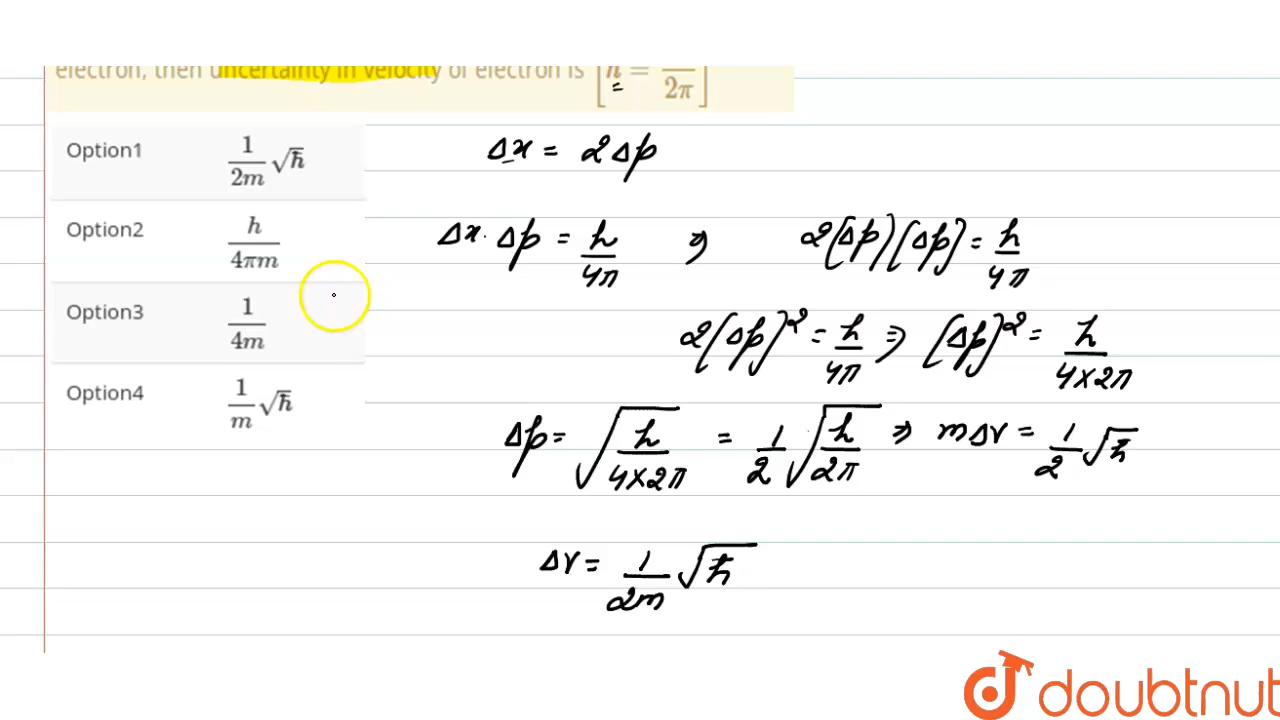 electron, then uncertainty in velocity of electron is [ħ = h/2π]
Option1 1/2m √ħ
Option2 h/4πm
Option3 1/4m
Option4 1/m √ħ
Δx = 2Δp
Δx. Δp = h/4π ⇒ 2(Δp)(Δp) = h/4π
2(Δp)² = h/4π ⇒ (Δp)² = h/4×2π
Δp = √(h/4×2π) = 1/2 √(h/2π) ⇒ mΔv = 1/2 √ħ
Δv = 1/2m √ħ
doubtnut